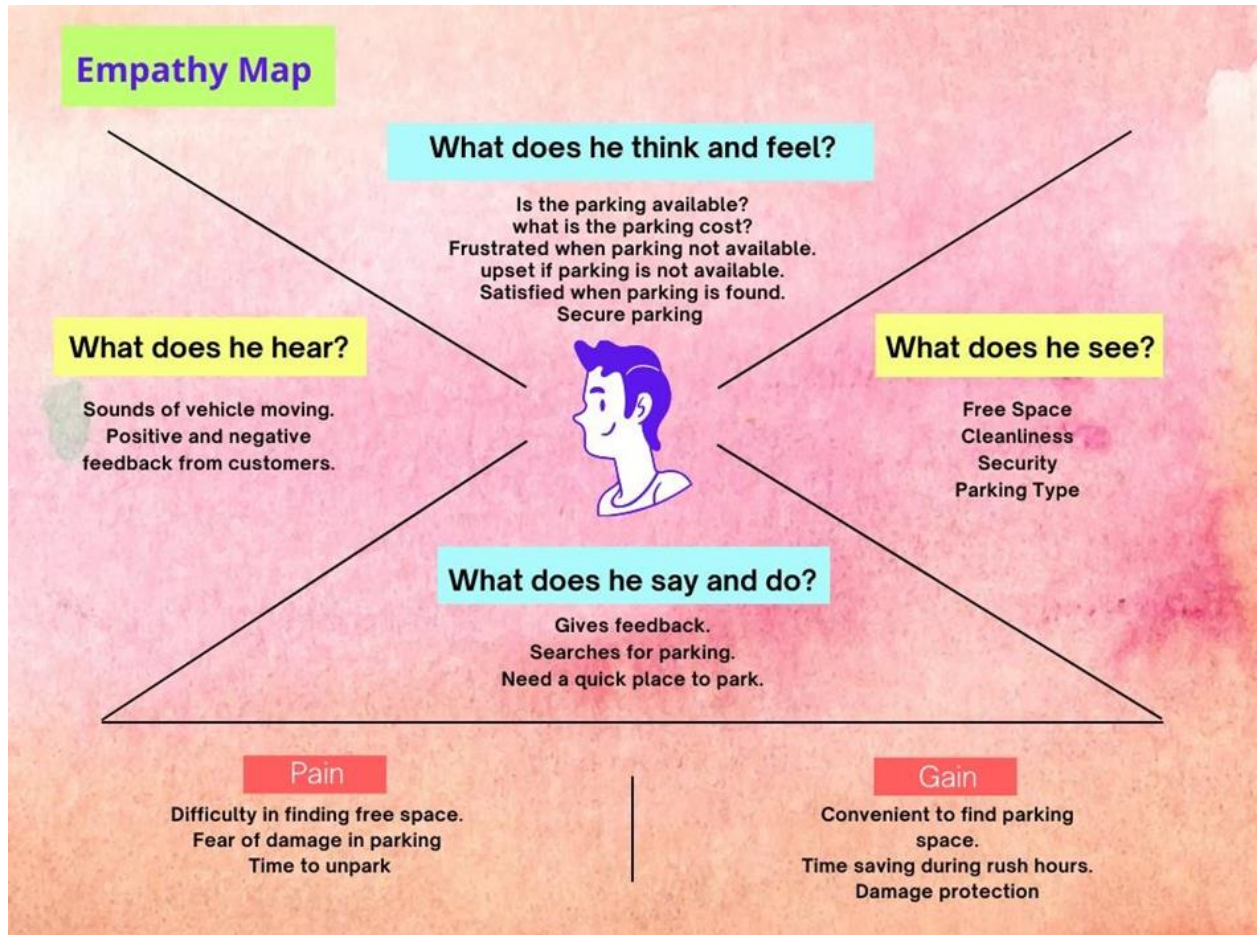 Empathy Map
What does he think and feel?
Is the parking available?
what is the parking cost?
Frustrated when parking not available.
upset if parking is not available.
Satisfied when parking is found.
Secure parking
What does he hear?
Sounds of vehicle moving.
Positive and negative
feedback from customers.
What does he see?
Free Space
Cleanliness
Security
Parking Type
What does he say and do?
Gives feedback.
Searches for parking.
Need a quick place to park.
Pain
Difficulty in finding free space.
Fear of damage in parking
Time to unpark
Gain
Convenient to find parking
space.
Time saving during rush hours.
Damage protection